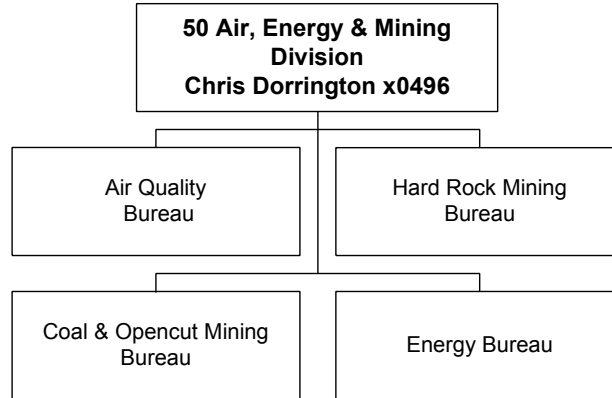 50 Air, Energy & Mining
Division
Chris Dorrington x0496
Air Quality
Bureau
Hard Rock Mining
Bureau
Coal & Opencut Mining
Bureau
Energy Bureau